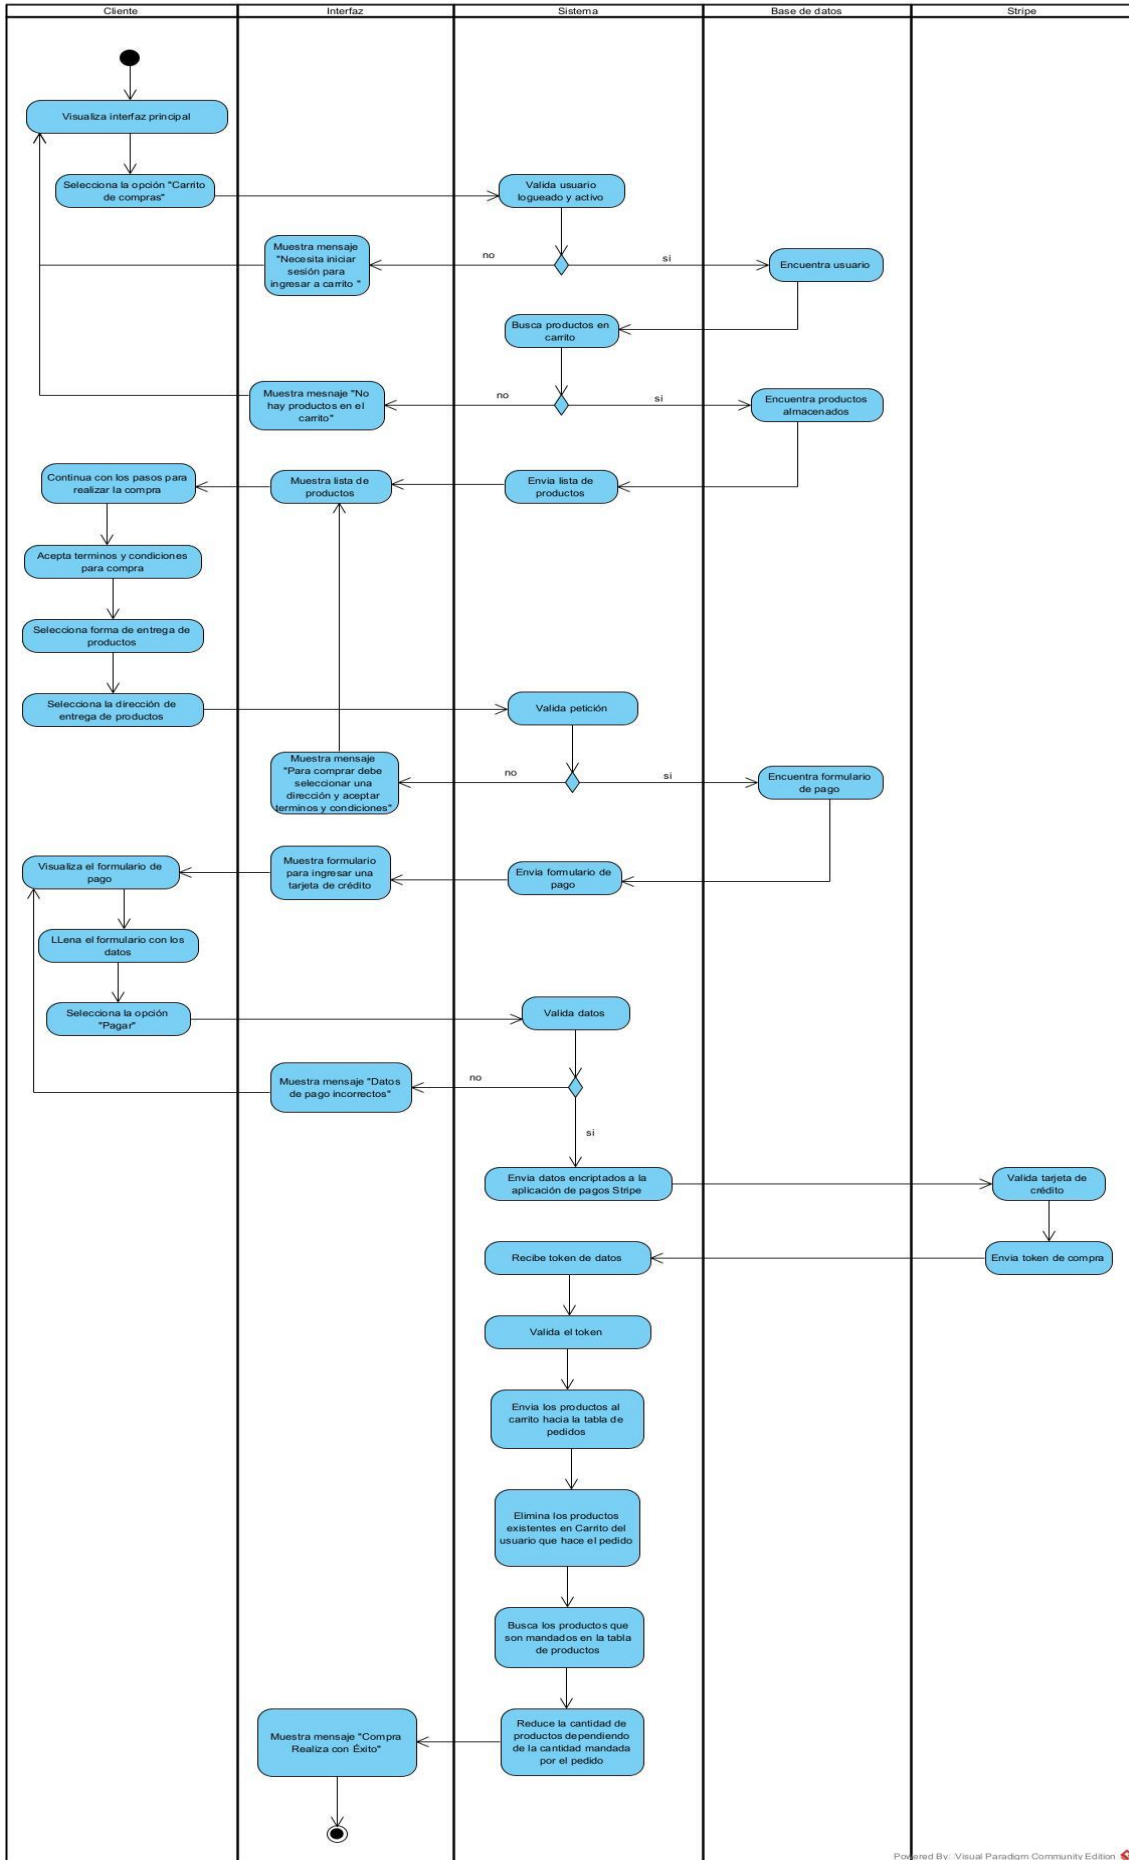 Cliente
Interfaz
Sistema
Base de datos
Stripe
Visualiza interfaz principal
Selecciona la opción "Carrito
de compras"
Valida usuario
logueado y activo
Muestra mensaje
"Necesita iniciar
sesión para
ingresar a carrito "
no
si
Encuentra usuario
Busca productos en
carrito
Muestra mesnaje "No
hay productos en el
carrito"
no
si
Encuentra productos
almacenados
Continua con los pasos para
realizar la compra
Muestra lista de
productos
Envia lista de
productos
Acepta terminos y condiciones
para compra
Selecciona forma de entrega de
productos
Selecciona la dirección de
entrega de productos
Valida petición
Muestra mensaje
"Para comprar debe
seleccionar una
dirección y aceptar
terminos y condiciones"
no
si
Encuentra formulario
de pago
Visualiza el formulario de
pago
Muestra formulario
para ingresar una
tarjeta de crédito
Envia formulario de
pago
LLena el formulario con los
datos
Selecciona la opción
"Pagar"
Valida datos
Muestra mensaje "Datos
de pago incorrectos"
no
si
Envia datos encriptados a la
aplicación de pagos Stripe
Valida tarjeta de
crédito
Recibe token de datos
Envia token de compra
Valida el token
Envia los productos al
carrito hacia la tabla de
pedidos
Elimina los productos
existentes en Carrito del
usuario que hace el pedido
Busca los productos que
son mandados en la tabla
de productos
Muestra mensaje "Compra
Realiza con Éxito"
Reduce la cantidad de
productos dependiendo
de la cantidad mandada
por el pedido
Powered By: Visual Paradigm Community Edition